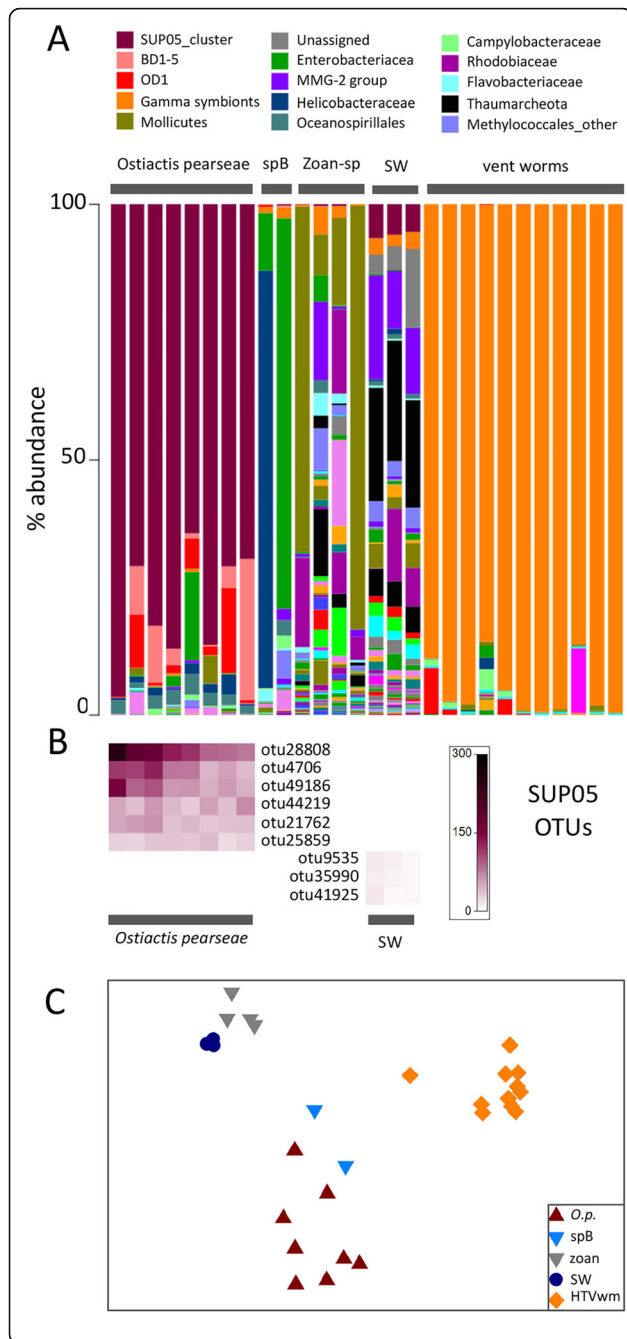 A
SUP05_cluster
BD1-5
OD1
Gamma symbionts
Mollicutes
Unassigned
Enterobacteriacea
MMG-2 group
Helicobacteraceae
Oceanospirillales
Campylobacteraceae
Rhodobiaceae
Flavobacteriaceae
Thaumarcheota
Methylococcales_other
Ostiactis pearseae
spB
Zoan-sp
SW
vent worms
100
50
0
% abundance
B
otu28808
otu4706
otu49186
otu44219
otu21762
otu25859
otu9535
otu35990
otu41925
300
150
0
SUP05
OTUs
Ostiactis pearseae
SW
C
O.p.
spB
zoan
SW
HTVwm